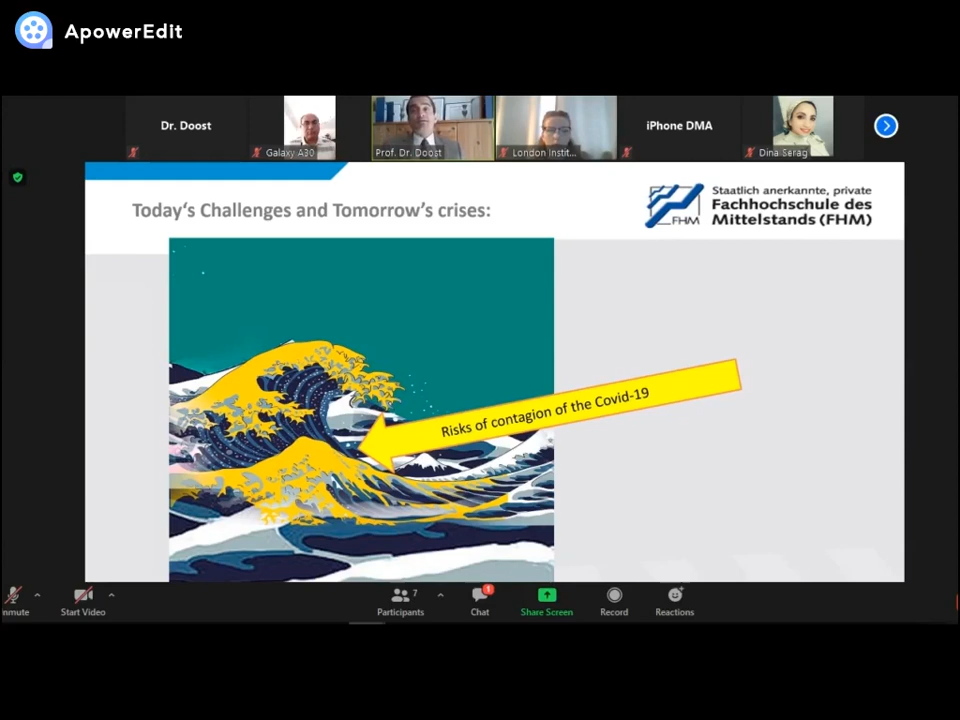 ApowerEdit
Dr. Doost
Galaxy A30
Prof. Dr. Doost
London Instit...
iPhone DMA
Dina Serag
Today's Challenges and Tomorrow's crises:
FHM
Staatlich anerkannte, private
Fachhochschule des
Mittelstands (FHM)
Risks of contagion of the Covid-19
nmute
Start Video
7
Participants
1
Chat
Share Screen
Record
Reactions